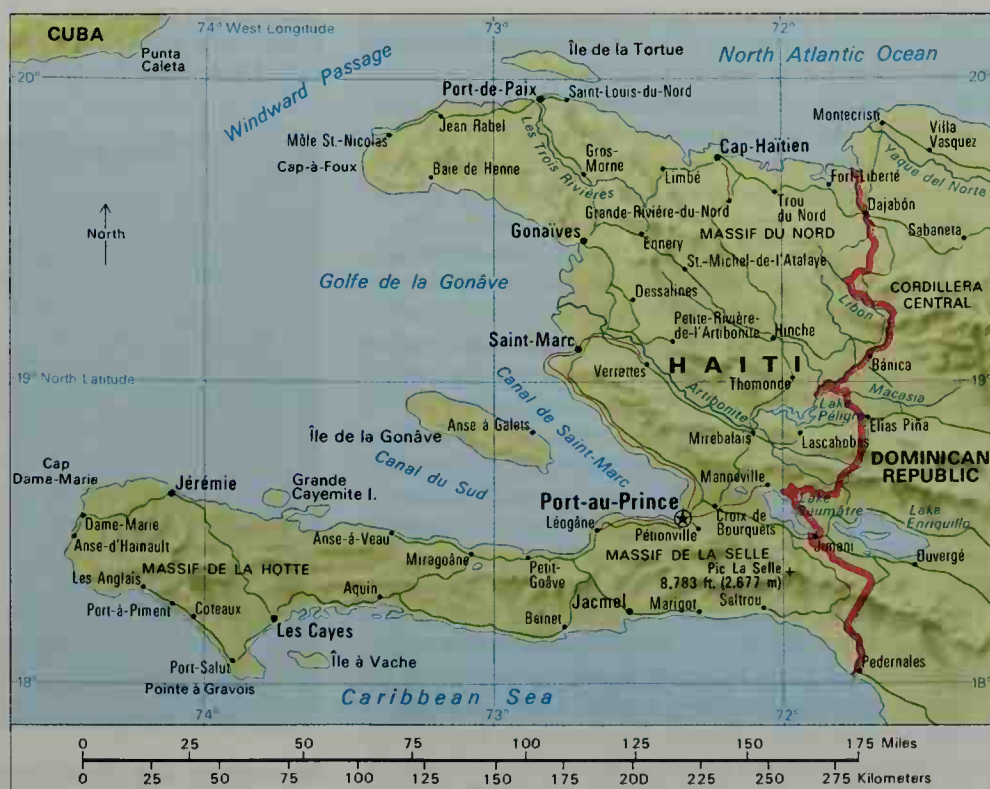 CUBA
74° West Longitude
73°
72°
Île de la Tortue
North Atlantic Ocean
Punta
Caleta
20°
20°
Windward Passage
Port-de-Paix
Saint-Louis-du-Nord
Montecristi
Villa
Vasquez
Jean Rabel
Môle St-Nicolas
Les Trois Rivières
Gros-
Morne
Cap-Haïtien
Yaque del Norte
Cap-à-Foux
Baie de Henne
Limbé
Fort-Liberté
Trou
du Nord
Dajabón
North
Grande-Riviére-du-Nord
Sabaneta
Gonaïves
Ennery
MASSIF DU NORD
St.-Michel-de-l'Atafaye
Golfe de la Gonâve
Libon
CORDILLERA
CENTRAL
Dessalines
Petite-Rivière-
de-l'Artibonite
Hinche
Saint-Marc
HAITI
Bánica
19° North Latitude
19°
Verrettes
Thomonde
Macasia
Canal de Saint-Marc
Artibonite
Lake
Péligre
Elias Piña
Anse à Galets
Île de la Gonâve
Mirebalais
Lascahobas
Canal du Sud
DOMINICAN
REPUBLIC
Cap
Dame-Marie
Manneville
Jérémie
Grande
Cayemite I.
Port-au-Prince
Lake
Saumâtre
Lake
Enriquillo
Dame-Marie
Léogâne
Pétionville
Croix de
Bourquets
Anse-d'Hainault
Anse-à-Veau
Jimani
Miragoâne
MASSIF DE LA SELLE
Duvergé
Les Anglais
MASSIF DE LA HOTTE
Petit-
Goâve
Pic La Selle
8,783 ft. (2,677 m)
Aquin
Port-à-Piment
Coteaux
Jacmel
Marigot
Saltrou
Les Cayes
Bainet
Port-Salut
Île à Vache
Pedernales
Pointe à Gravois
18°
18°
Caribbean Sea
74°
73°
72°
0 25 50 75 100 125 150 175 Miles
0 25 50 75 100 125 150 175 200 225 250 275 Kilometers